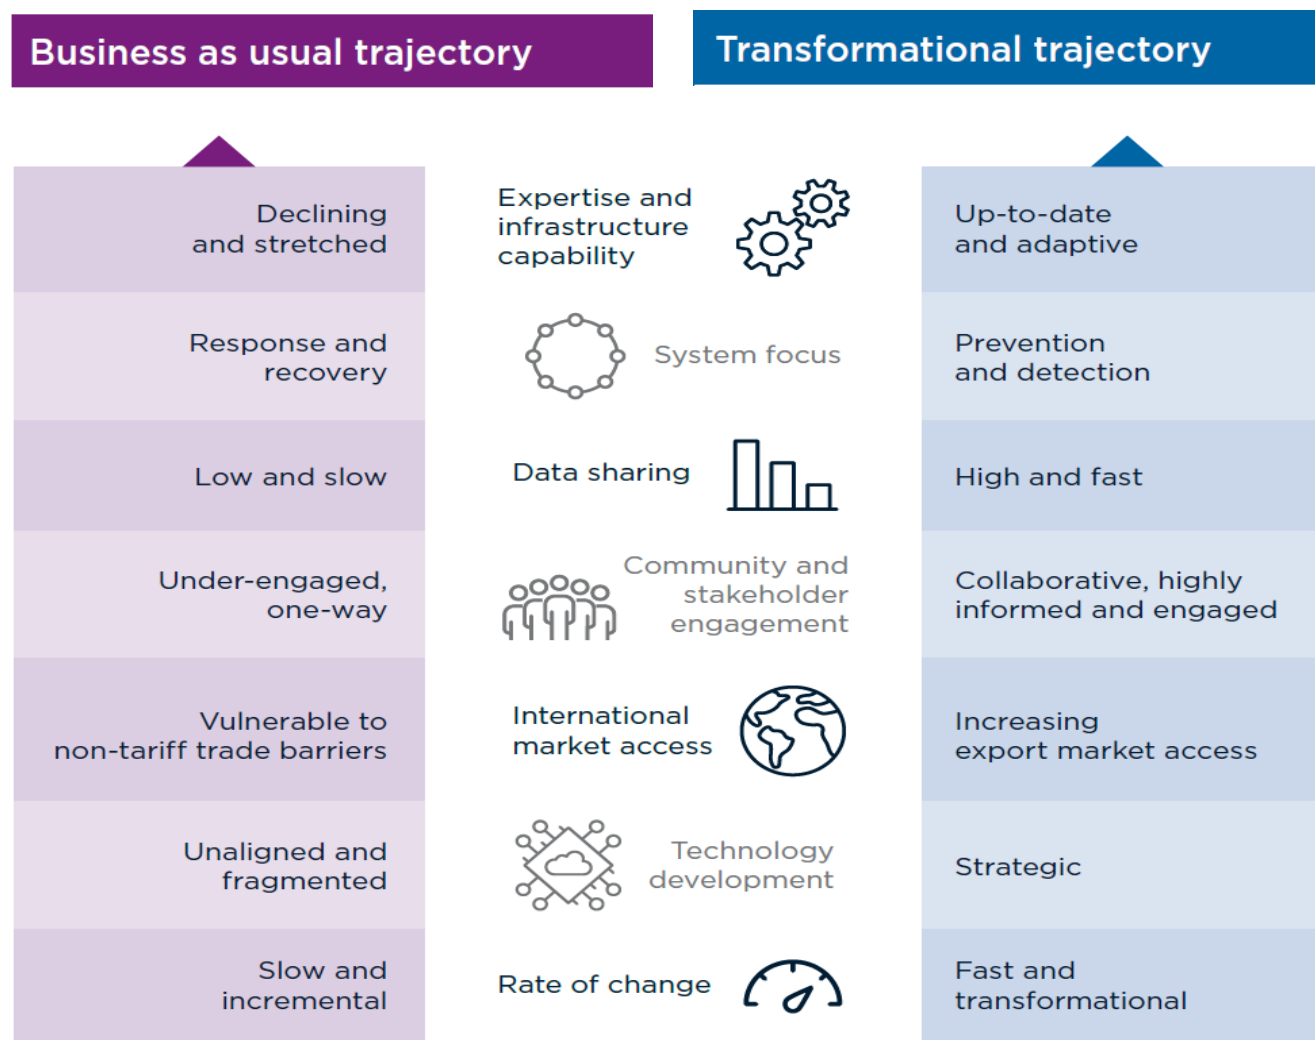 Business as usual trajectory
Transformational trajectory
Declining
and stretched
Expertise and
infrastructure
capability
Up-to-date
and adaptive
Response and
recovery
System focus
Prevention
and detection
Low and slow
Data sharing
High and fast
Under-engaged,
one-way
Community and
stakeholder
engagement
Collaborative, highly
informed and engaged
Vulnerable to
non-tariff trade barriers
International
market access
Increasing
export market access
Unaligned and
fragmented
Technology
development
Strategic
Slow and
incremental
Rate of change
Fast and
transformational